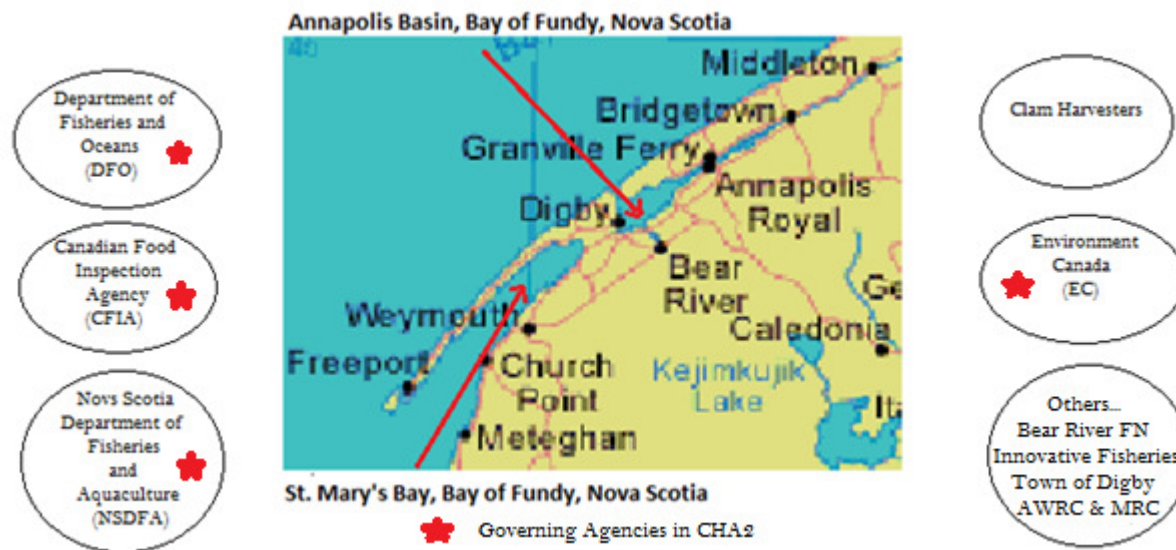 Annapolis Basin, Bay of Fundy, Nova Scotia
Department of
Fisheries and
Oceans
(DFO)
Canadian Food
Inspection
Agency
(CFIA)
Novs Scotia
Department of
Fisheries
and
Aquaculture
(NSDFA)
Middleton
Bridgetown
Granville Ferry
Annapolis
Royal
Digby
Bear
River
Weymouth
Caledonia
Freeport
Church
Point
Kejimkujik
Lake
Meteghan
Clam Harvesters
Environment
Canada
(EC)
Others...
Bear River FN
Innovative Fisheries
Town of Digby
AWRC & MRC
St. Mary's Bay, Bay of Fundy, Nova Scotia
Governing Agencies in CHA2